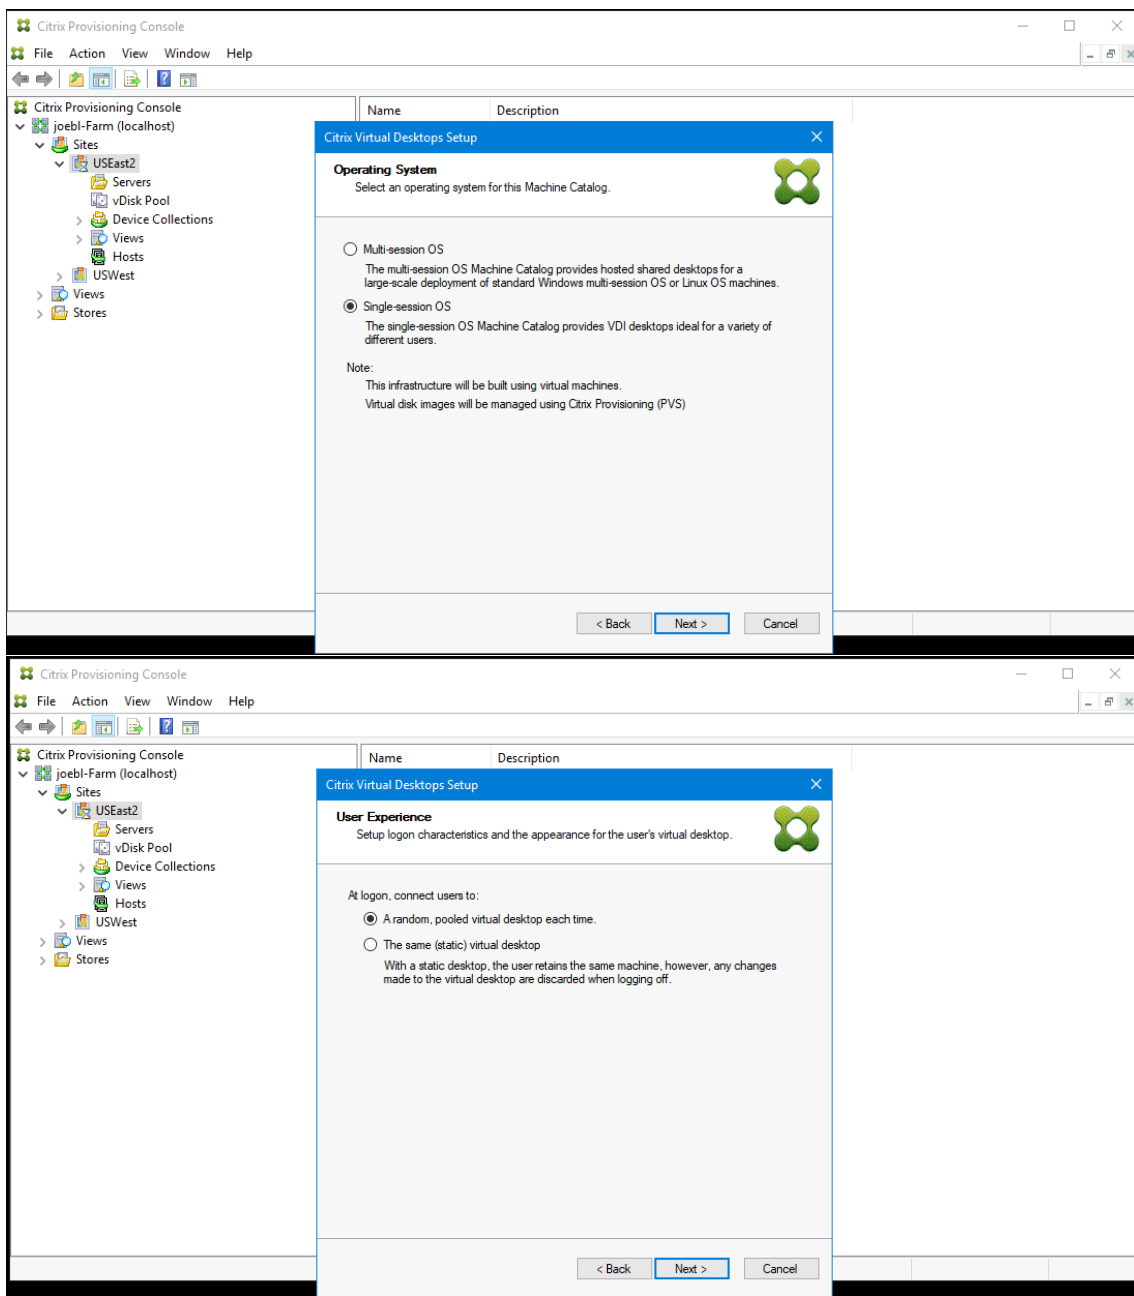 Citrix Provisioning Console
File Action View Window Help
Citrix Provisioning Console
joebl-Farm (localhost)
Sites
USEast2
Servers
vDisk Pool
Device Collections
Views
Hosts
USWest
Views
Stores
Name Description
Citrix Virtual Desktops Setup
Operating System
Select an operating system for this Machine Catalog.
Multi-session OS
The multi-session OS Machine Catalog provides hosted shared desktops for a
large-scale deployment of standard Windows multi-session OS or Linux OS machines.
Single-session OS
The single-session OS Machine Catalog provides VDI desktops ideal for a variety of
different users.
Note:
This infrastructure will be built using virtual machines.
Virtual disk images will be managed using Citrix Provisioning (PVS)
< Back Next > Cancel
Citrix Provisioning Console
File Action View Window Help
Citrix Provisioning Console
joebl-Farm (localhost)
Sites
USEast2
Servers
vDisk Pool
Device Collections
Views
Hosts
USWest
Views
Stores
Name Description
Citrix Virtual Desktops Setup
User Experience
Setup logon characteristics and the appearance for the user's virtual desktop.
At logon, connect users to:
A random, pooled virtual desktop each time.
The same (static) virtual desktop
With a static desktop, the user retains the same machine, however, any changes
made to the virtual desktop are discarded when logging off.
< Back Next > Cancel